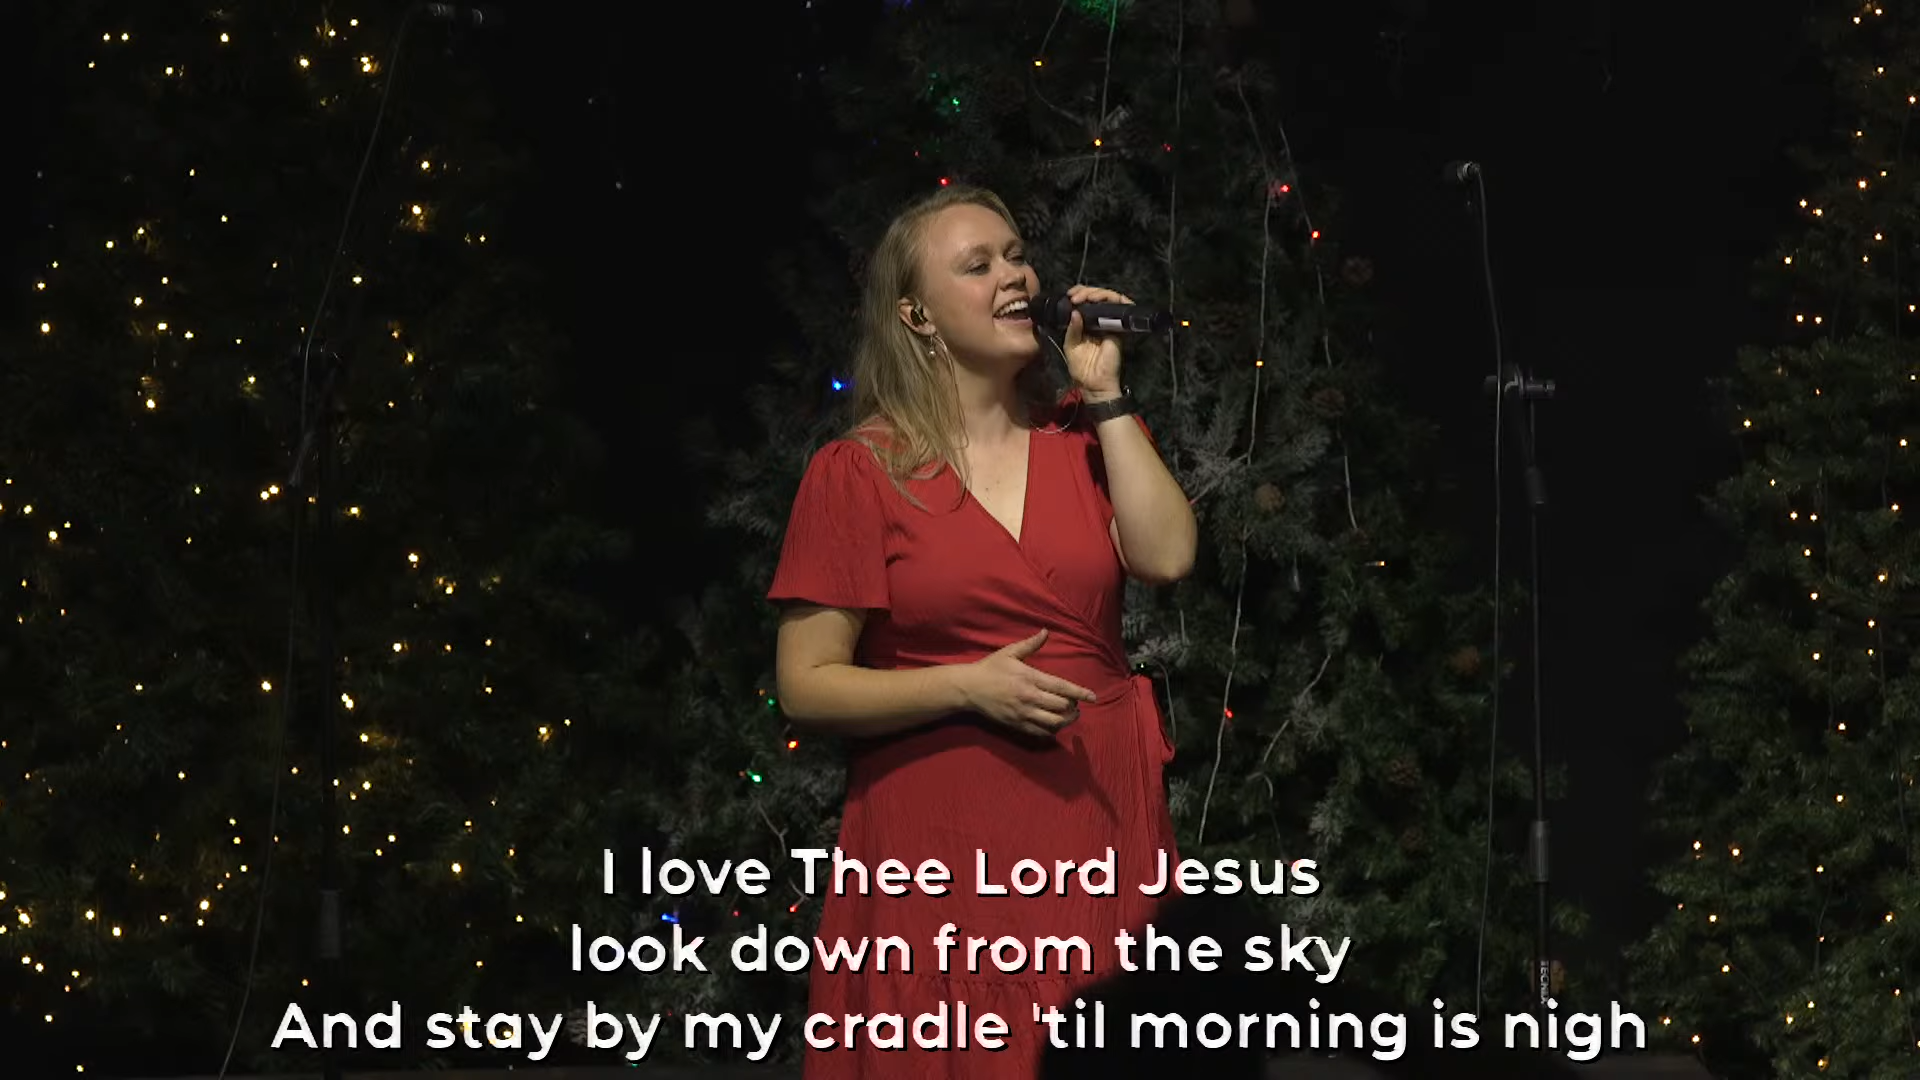 I love Thee Lord Jesus
look down from the sky
And stay by my cradle 'til morning is nigh